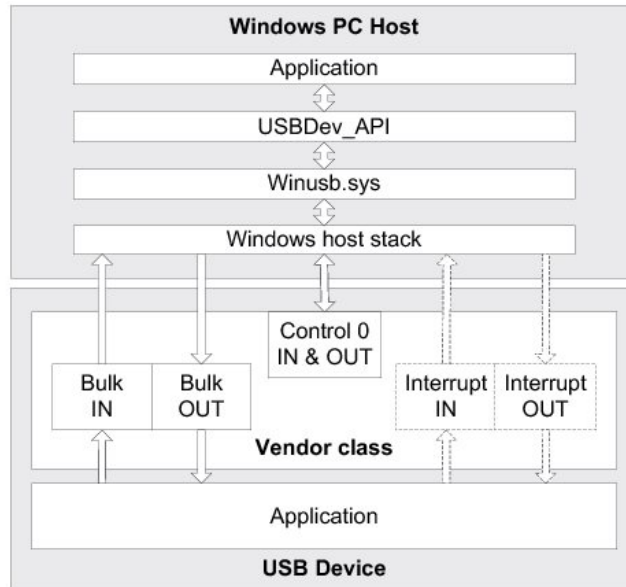 Windows PC Host
Application
USBDev_API
Winusb.sys
Windows host stack
Control 0
IN & OUT
Bulk
IN
Bulk
OUT
Interrupt
IN
Interrupt
OUT
Vendor class
Application
USB Device